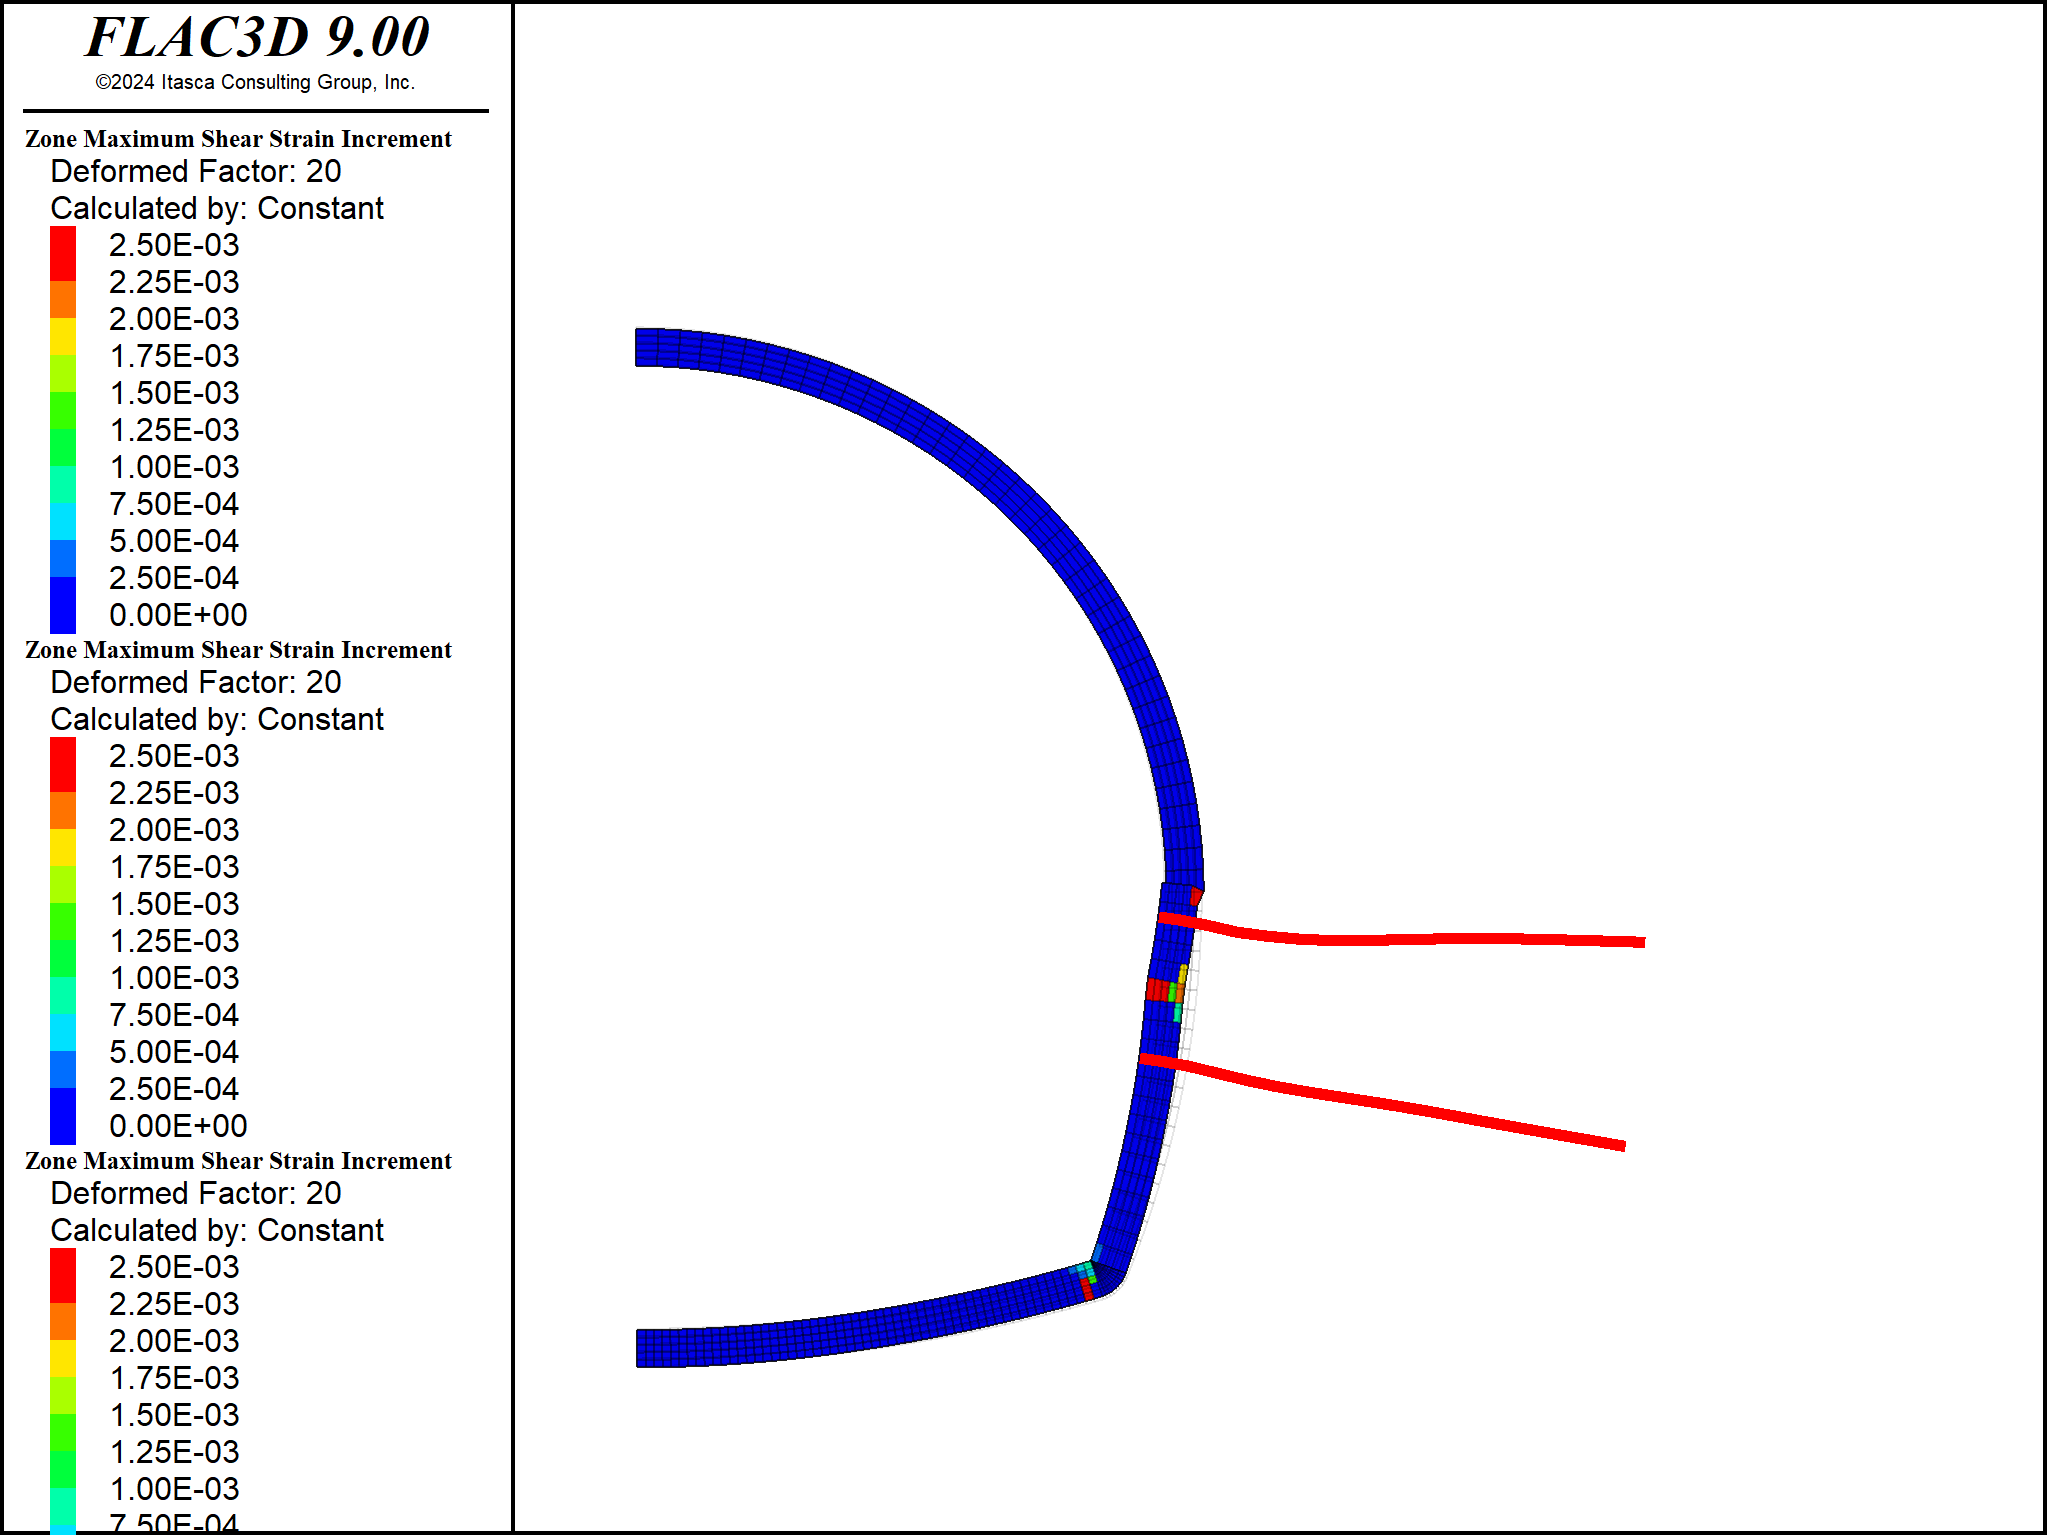 FLAC3D 9.00
©2024 Itasca Consulting Group, Inc.
Zone Maximum Shear Strain Increment
Deformed Factor: 20
Calculated by: Constant
2.50E-03
2.25E-03
2.00E-03
1.75E-03
1.50E-03
1.25E-03
1.00E-03
7.50E-04
5.00E-04
2.50E-04
0.00E+00
Zone Maximum Shear Strain Increment
Deformed Factor: 20
Calculated by: Constant
2.50E-03
2.25E-03
2.00E-03
1.75E-03
1.50E-03
1.25E-03
1.00E-03
7.50E-04
5.00E-04
2.50E-04
0.00E+00
Zone Maximum Shear Strain Increment
Deformed Factor: 20
Calculated by: Constant
2.50E-03
2.25E-03
2.00E-03
1.75E-03
1.50E-03
1.25E-03
1.00E-03
7.50E-04